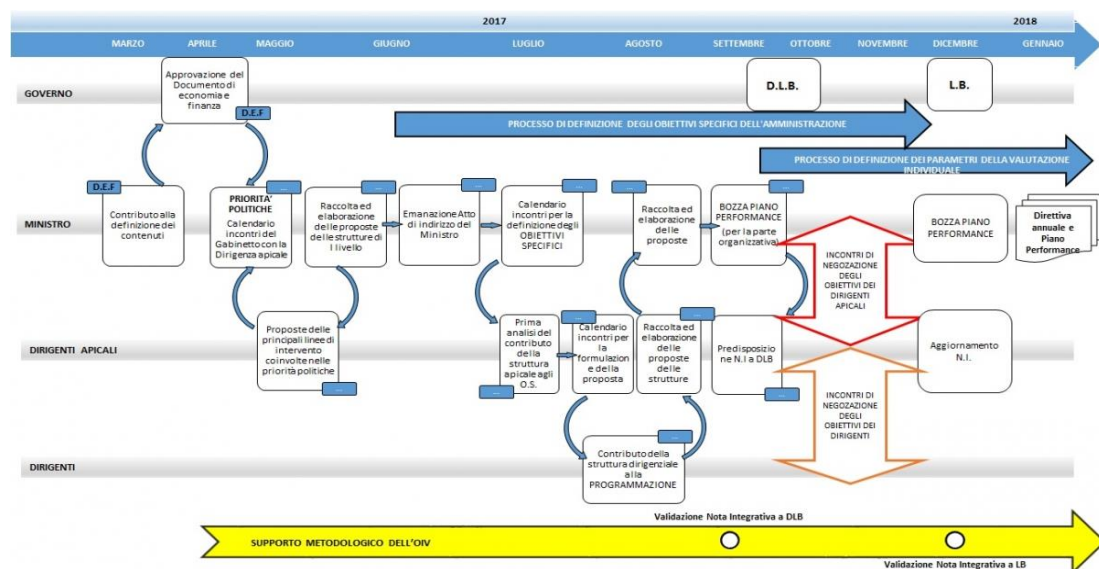 2017
2018
MARZO
APRILE
MAGGIO
GIUGNO
LUGLIO
AGOSTO
SETTEMBRE
OTTOBRE
NOVEMBRE
DICEMBRE
GENNAIO
GOVERNO
Approvazione del
Documento di
economia e
finanza
D.E.F
D.L.B.
L.B.
PROCESSO DI DEFINIZIONE DEGLI OBIETTIVI SPECIFICI DELL'AMMINISTRAZIONE
PROCESSO DI DEFINIZIONE DEI PARAMETRI DELLA VALUTAZIONE
INDIVIDUALE
MINISTRO
D.E.F
Contributo alla
definizione dei
contenuti
...
PRIORITA'
POLITICHE
Calendario
incontri del
Gabinetto con la
Dirigenza apicale
...
Raccolta ed
elaborazione
delle proposte
delle strutture di
I livello
...
Emanazione Atto
di indirizzo del
Ministro
...
Calendario
incontri per la
definizione degli
OBIETTIVI
SPECIFICI
...
Raccolta ed
elaborazione
delle proposte
...
BOZZA PIANO
PERFORMANCE
(per la parte
organizzativa)
INCONTRI DI
NEGOZIAZIONE
DEGLI
OBIETTIVI DEI
DIRIGENTI
APICALI
BOZZA PIANO
PERFORMANCE
Direttiva
annuale e
Piano
Performance
DIRIGENTI APICALI
Proposte delle
principali linee di
intervento
coinvolte nelle
priorità politiche
...
Prima
analisi del
contributo
della
struttura
apicale agli
O.S.
...
...
Calendario
incontri per
la
formulazion
e della
proposta
Raccolta ed
elaborazion
e delle
proposte
delle
strutture
...
Predisposizio
ne N.I a DLB
...
INCONTRI DI
NEGOZIAZIONE
DEGLI
OBIETTIVI DEI
DIRIGENTI
Aggiornamento
N.I.
DIRIGENTI
...
Contributo della
struttura dirigenziale
alla
PROGRAMMAZIONE
Validazione Nota Integrativa a DLB
SUPPORTO METODOLOGICO DELL'OIV
Validazione Nota Integrativa a LB